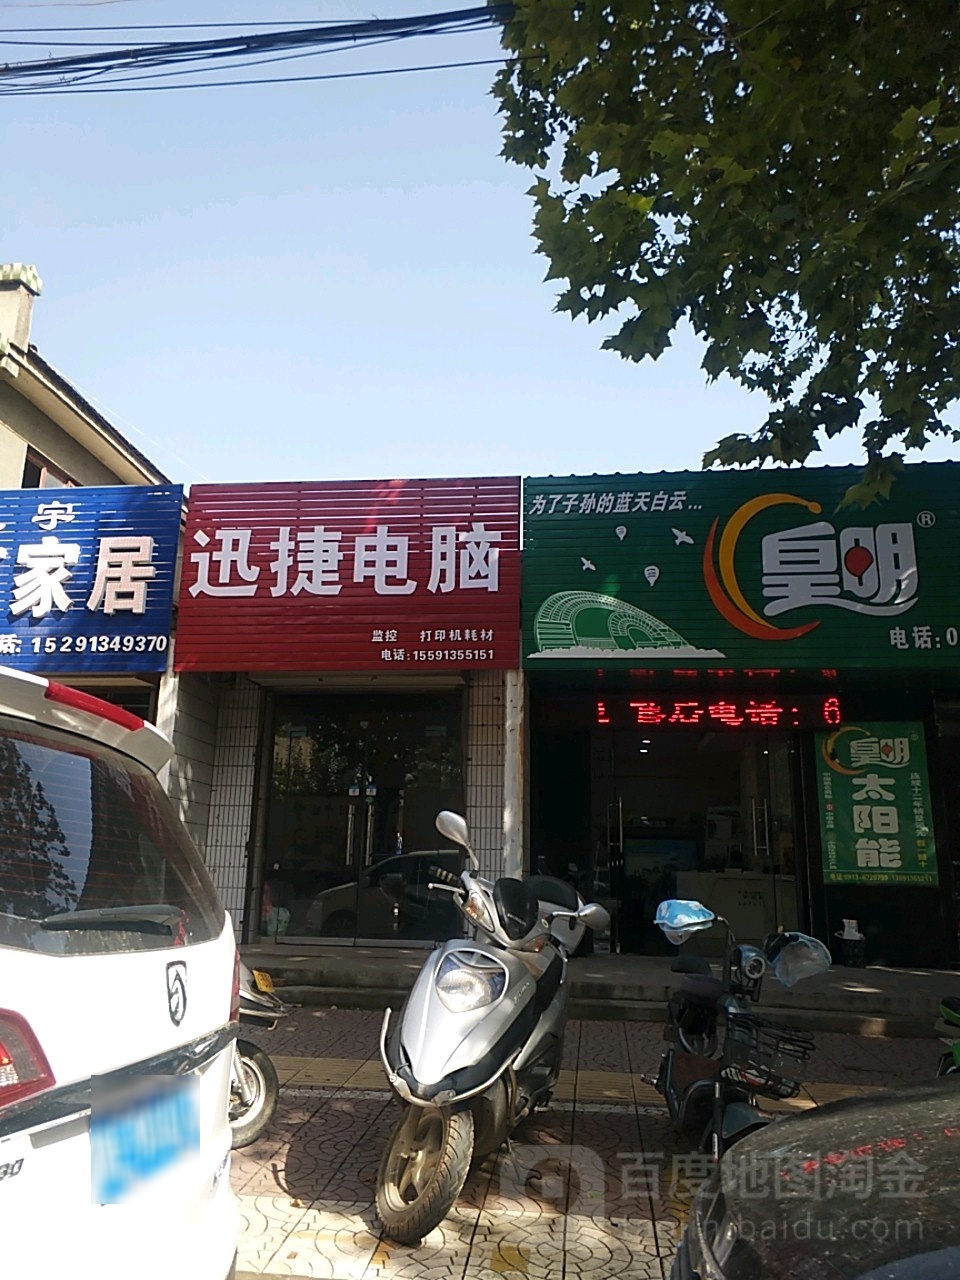 宇
家居
话: 15291349370
迅捷电脑
监控 打印机耗材
电话:15591355151
为了子孙的蓝天白云...
皇明®
电话:0
售后电话: 6
皇明
太阳能
百度地图淘金